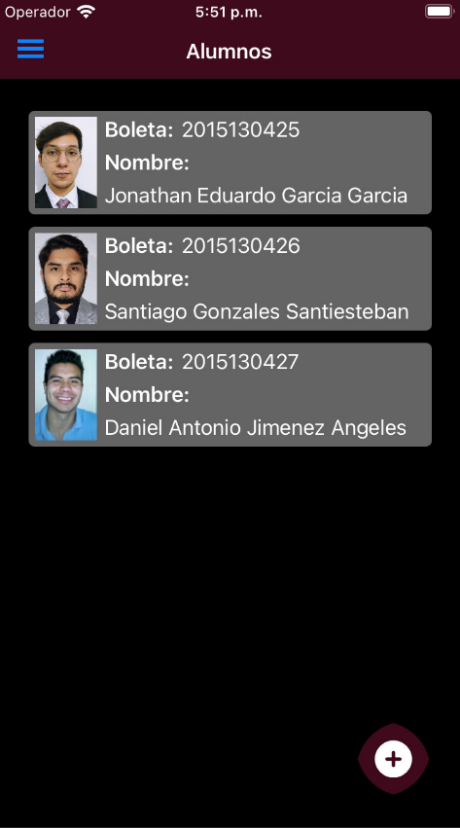 Operador 5:51 p.m.
Alumnos
Boleta: 2015130425
Nombre:
Jonathan Eduardo Garcia Garcia
Boleta: 2015130426
Nombre:
Santiago Gonzales Santiesteban
Boleta: 2015130427
Nombre:
Daniel Antonio Jimenez Angeles